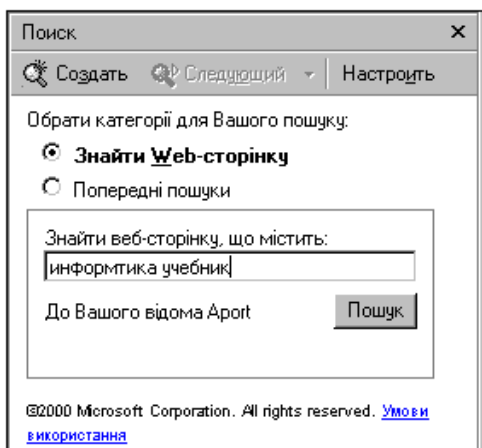 Поиск
Создать Следующий Настроить
Обрати категорії для Вашого пошуку:
Знайти Web-сторінку
Попередні пошуки
Знайти веб-сторінку, що містить:
информтика учебник
До Вашого відома Aport Пошук
©2000 Microsoft Corporation. All rights reserved. Умови
використання